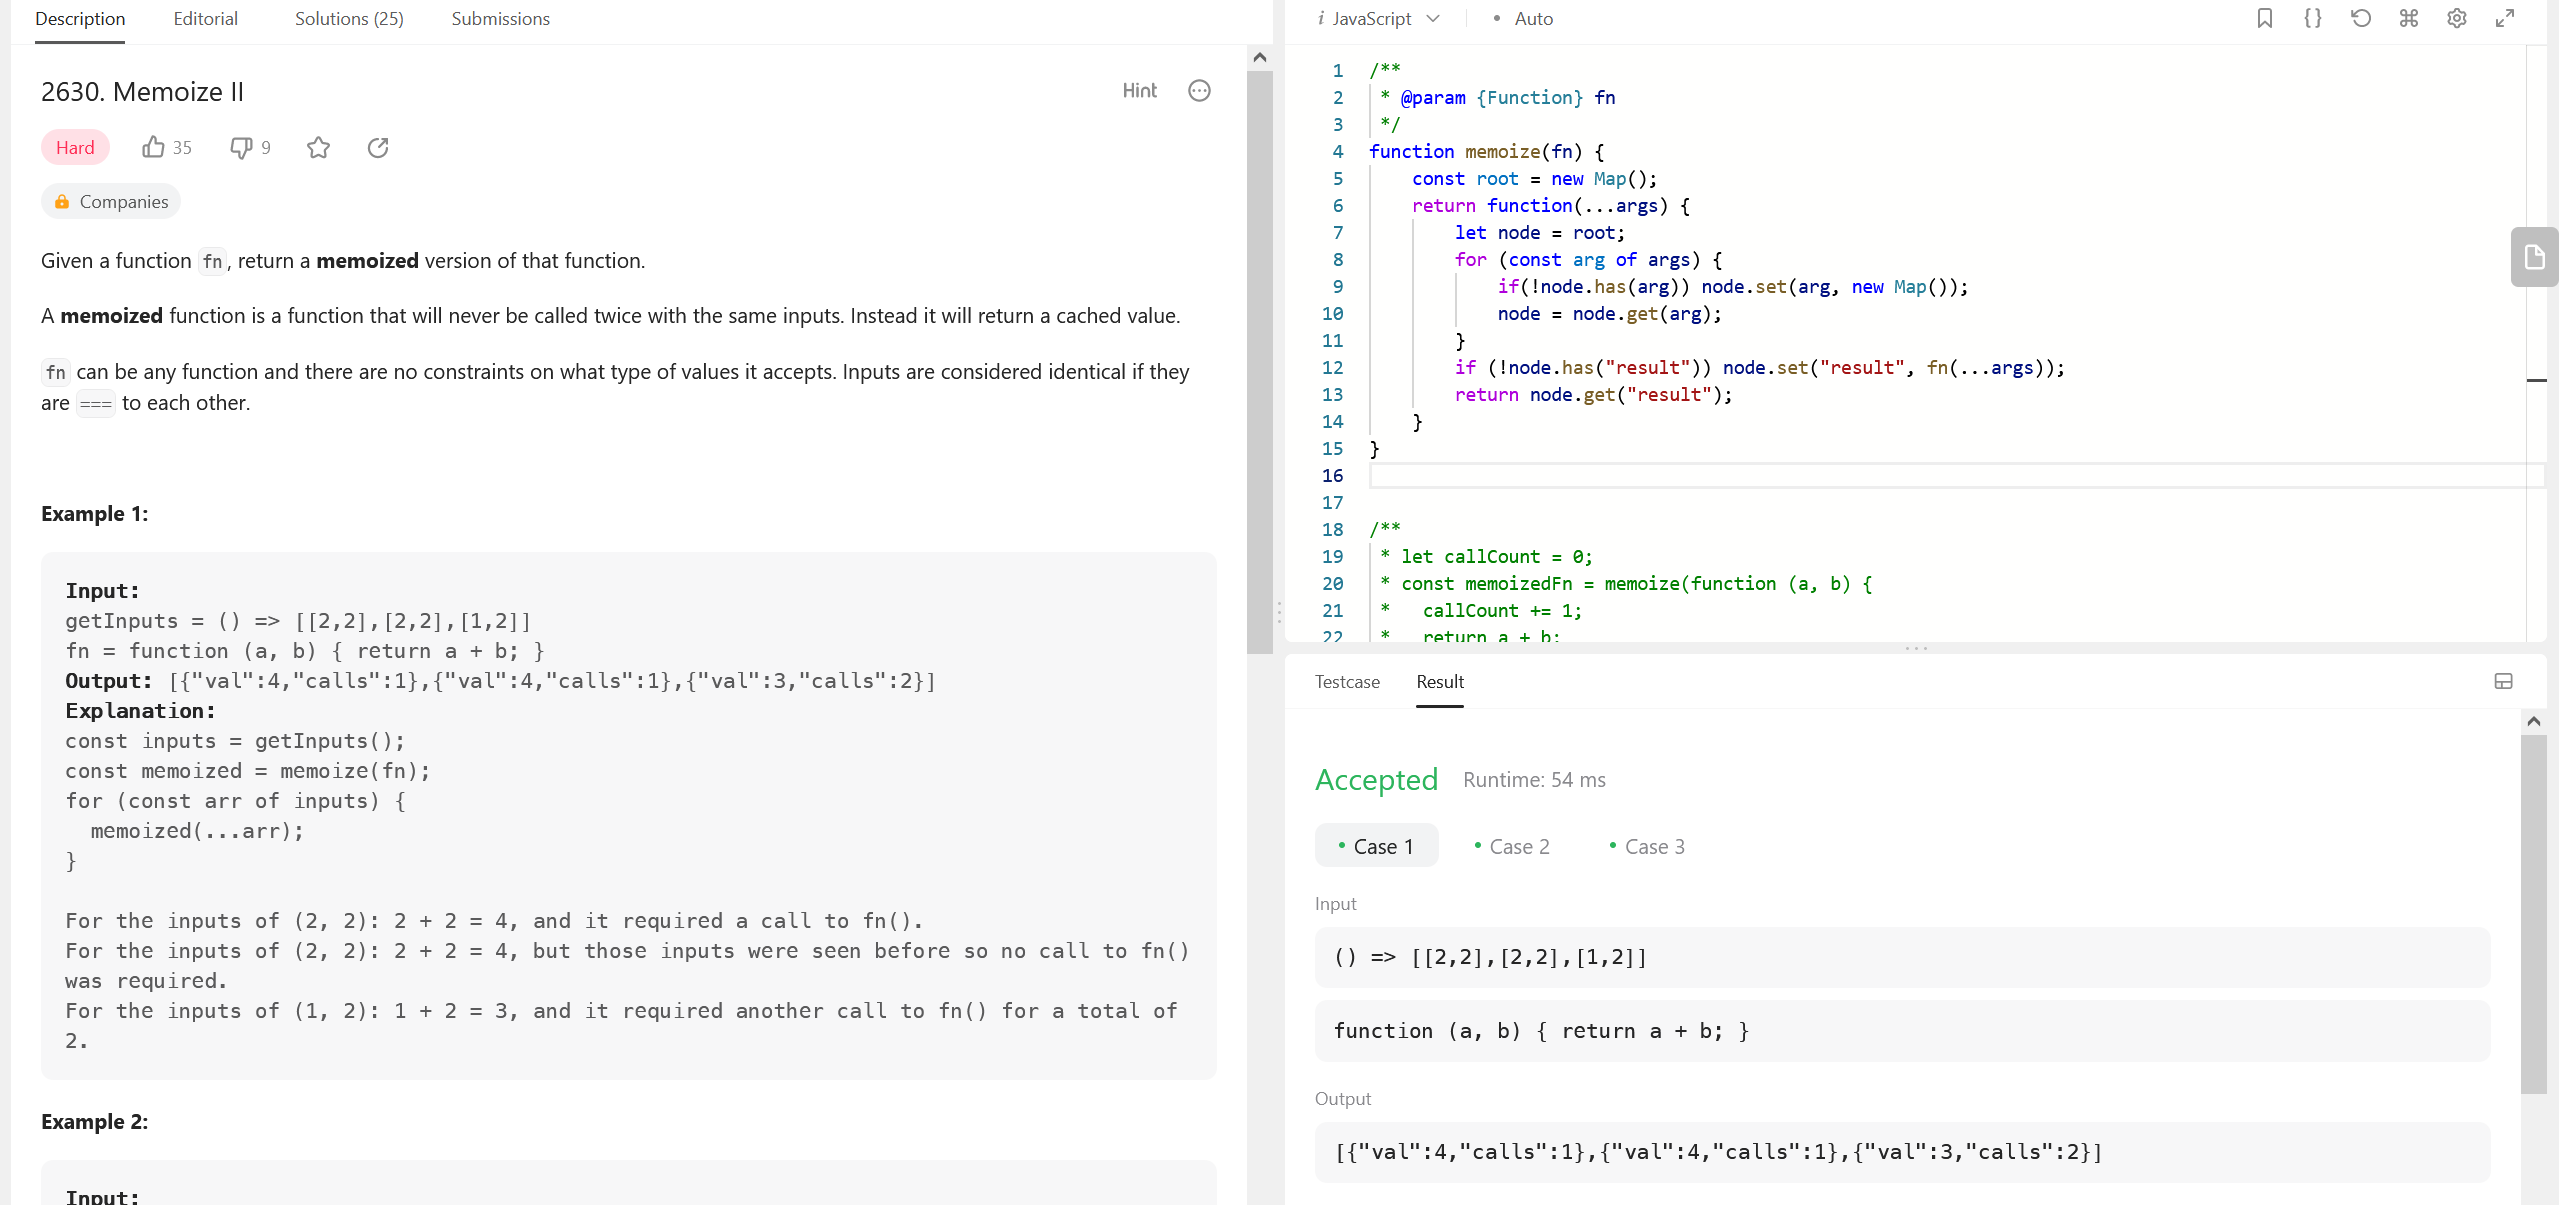 Description Editorial Solutions (25) Submissions
2630. Memoize II
Hint
Hard 35 9
Companies
Given a function fn, return a memoized version of that function.
A memoized function is a function that will never be called twice with the same inputs. Instead it will return a cached value.
fn can be any function and there are no constraints on what type of values it accepts. Inputs are considered identical if they
are === to each other.
Example 1:
Input:
getInputs = () => [[2,2],[2,2],[1,2]]
fn = function (a, b) { return a + b; }
Output: [{"val":4,"calls":1},{"val":4,"calls":1},{"val":3,"calls":2}]
Explanation:
const inputs = getInputs();
const memoized = memoize(fn);
for (const arr of inputs) {
  memoized(...arr);
}
For the inputs of (2, 2): 2 + 2 = 4, and it required a call to fn().
For the inputs of (2, 2): 2 + 2 = 4, but those inputs were seen before so no call to fn()
was required.
For the inputs of (1, 2): 1 + 2 = 3, and it required another call to fn() for a total of
2.
Example 2:
Input:
i JavaScript • Auto
1 /**
2 * @param {Function} fn
3 */
4 function memoize(fn) {
5     const root = new Map();
6     return function(...args) {
7         let node = root;
8         for (const arg of args) {
9             if(!node.has(arg)) node.set(arg, new Map());
10             node = node.get(arg);
11         }
12         if (!node.has("result")) node.set("result", fn(...args));
13         return node.get("result");
14     }
15 }
16
17
18 /**
19 * let callCount = 0;
20 * const memoizedFn = memoize(function (a, b) {
21 *   callCount += 1;
22 *   return a + b;
Testcase Result
Accepted Runtime: 54 ms
• Case 1 • Case 2 • Case 3
Input
() => [[2,2],[2,2],[1,2]]
function (a, b) { return a + b; }
Output
[{"val":4,"calls":1},{"val":4,"calls":1},{"val":3,"calls":2}]